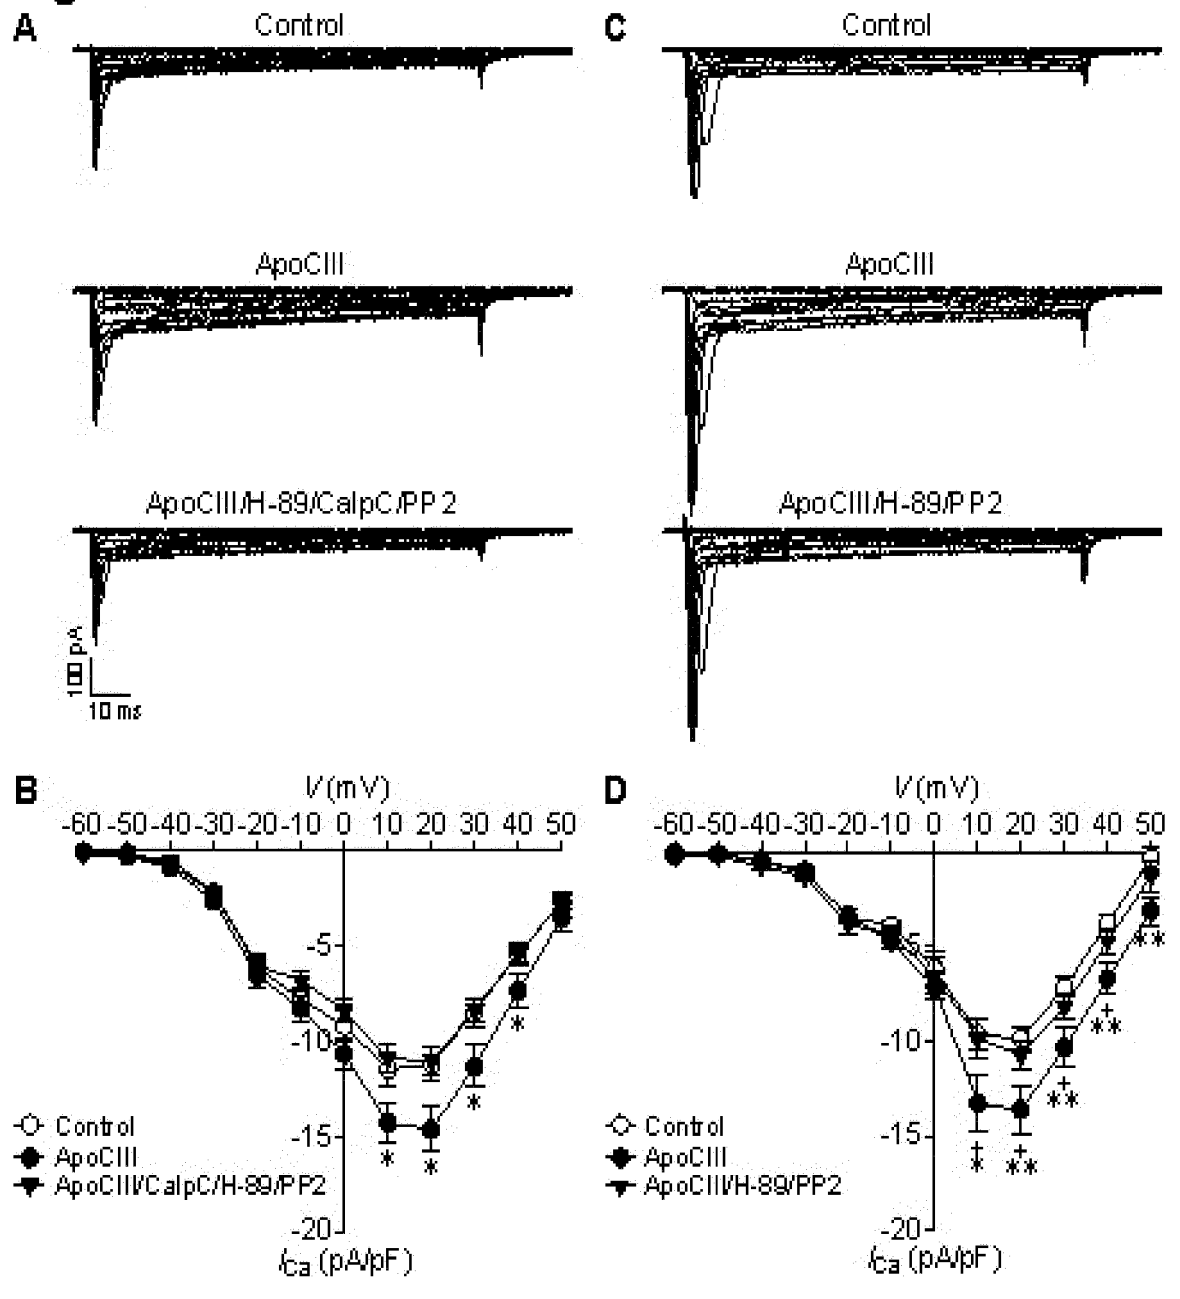 A
Control
C
Control
ApoCIII
ApoCIII
ApoCIII/H-89/CalpC/PP2
ApoCIII/H-89/PP2
100 pA
10 ms
B
V (mV)
-60 -50 -40 -30 -20 -10 0 10 20 30 40 50
-5
-10
-15
-20
* * * *
Control
ApoCIII
ApoCIII/CalpC/H-89/PP2
ICa (pA/pF)
D
V (mV)
-60 -50 -40 -30 -20 -10 0 10 20 30 40 50
-5
-10
-15
-20
+ + + +
* ** ** ** **
Control
ApoCIII
ApoCIII/H-89/PP2
ICa (pA/pF)